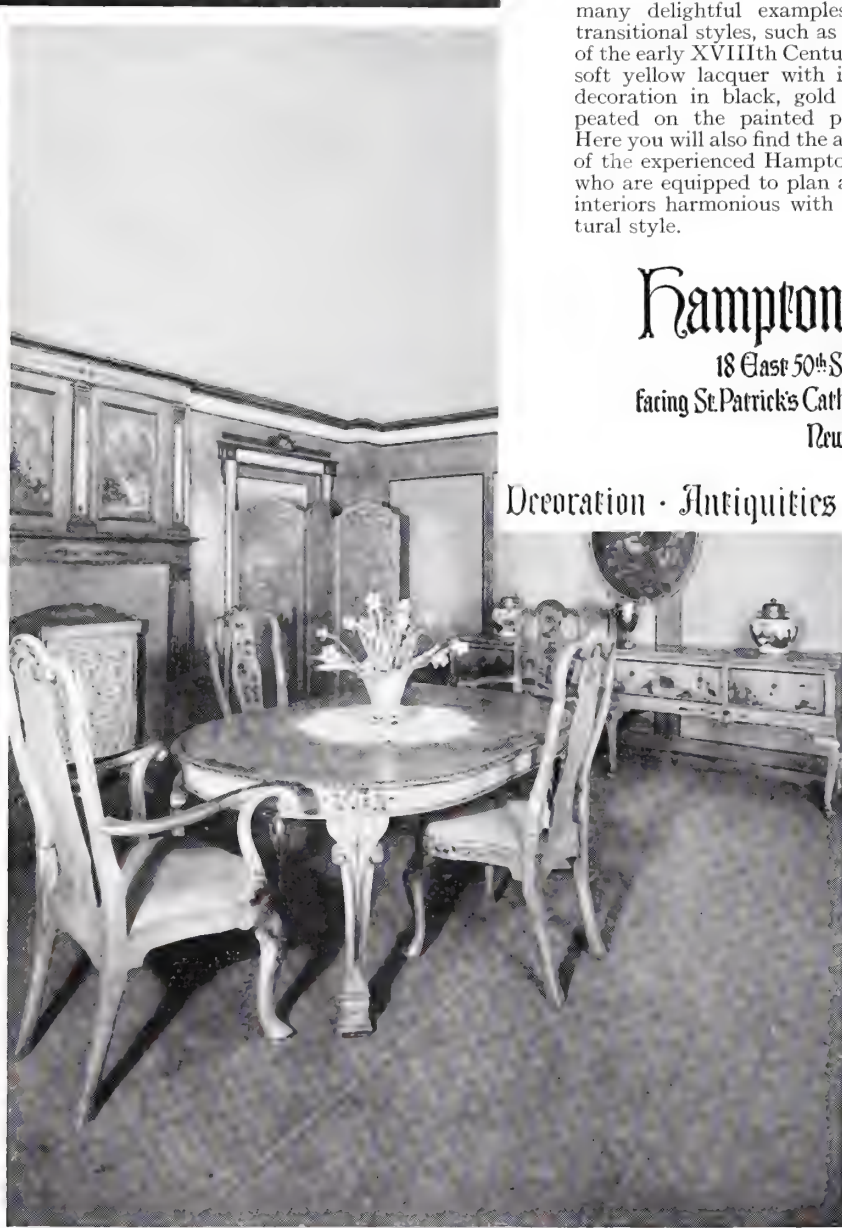 many delightful examples
transitional styles, such as
of the early XVIIIth Centu
soft yellow lacquer with i
decoration in black, gold
peated on the painted p
Here you will also find the a
of the experienced Hampto
who are equipped to plan a
interiors harmonious with
tural style.
Hampton
18 East 50th S
facing St. Patrick's Cath
New
Decoration · Antiquities